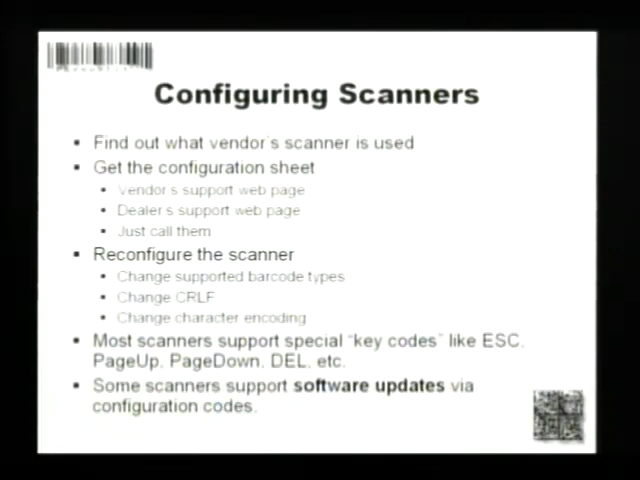 Configuring Scanners
Find out what vendor's scanner is used
Get the configuration sheet
Vendor's support web page
Dealer's support web page
Just call them
Reconfigure the scanner
Change supported barcode types
Change CRLF
Change character encoding
Most scanners support special "key codes" like ESC,
PageUp, PageDown, DEL, etc.
Some scanners support software updates via
configuration codes.